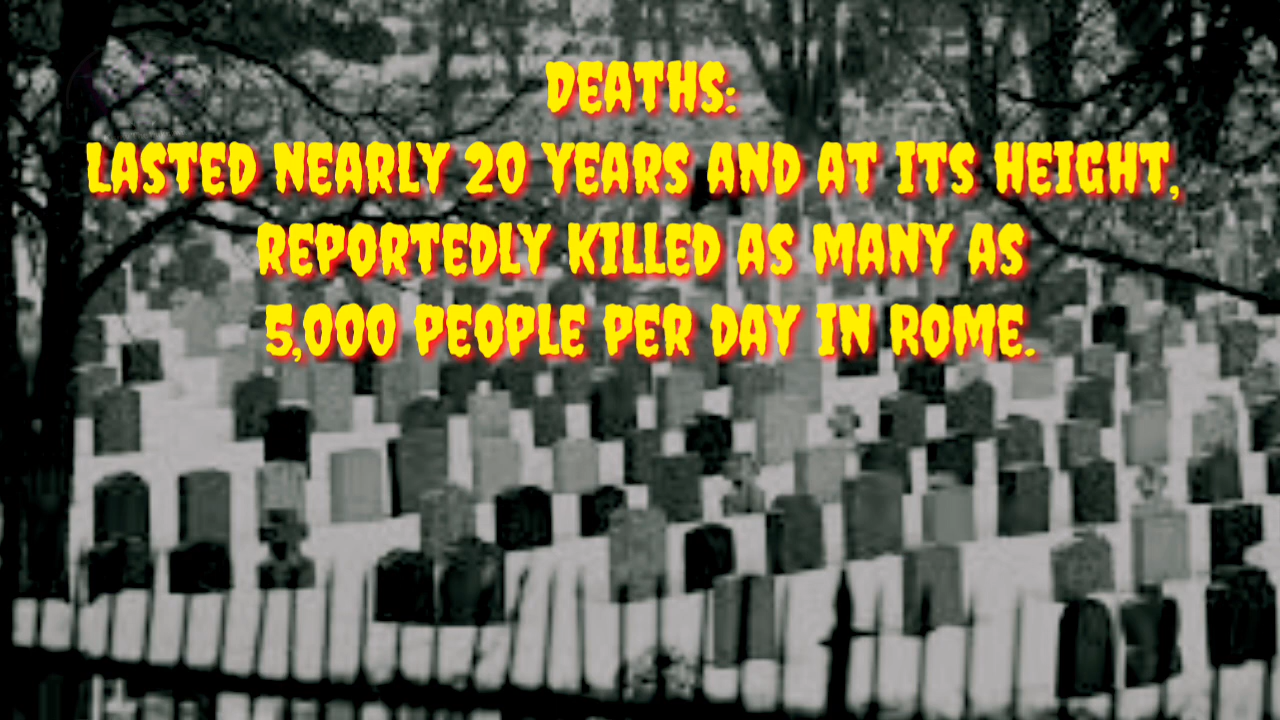 DEATHS:
LASTED NEARLY 20 YEARS AND AT ITS HEIGHT,
REPORTEDLY KILLED AS MANY AS
5,000 PEOPLE PER DAY IN ROME.